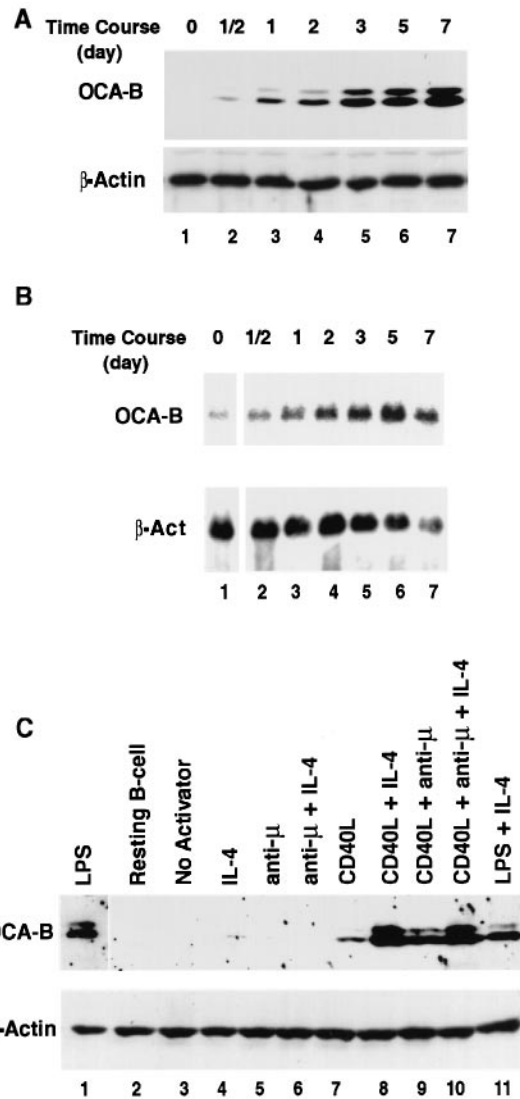 A
Time Course 0 1/2 1 2 3 5 7
(day)
OCA-B
β-Actin
1 2 3 4 5 6 7
B
Time Course 0 1/2 1 2 3 5 7
(day)
OCA-B
β-Act
1 2 3 4 5 6 7
C
LPS
Resting B-cell
No Activator
IL-4
anti-μ
anti-μ + IL-4
CD40L
CD40L + IL-4
CD40L + anti-μ
CD40L + anti-μ + IL-4
LPS + IL-4
CA-B
-Actin
1 2 3 4 5 6 7 8 9 10 11